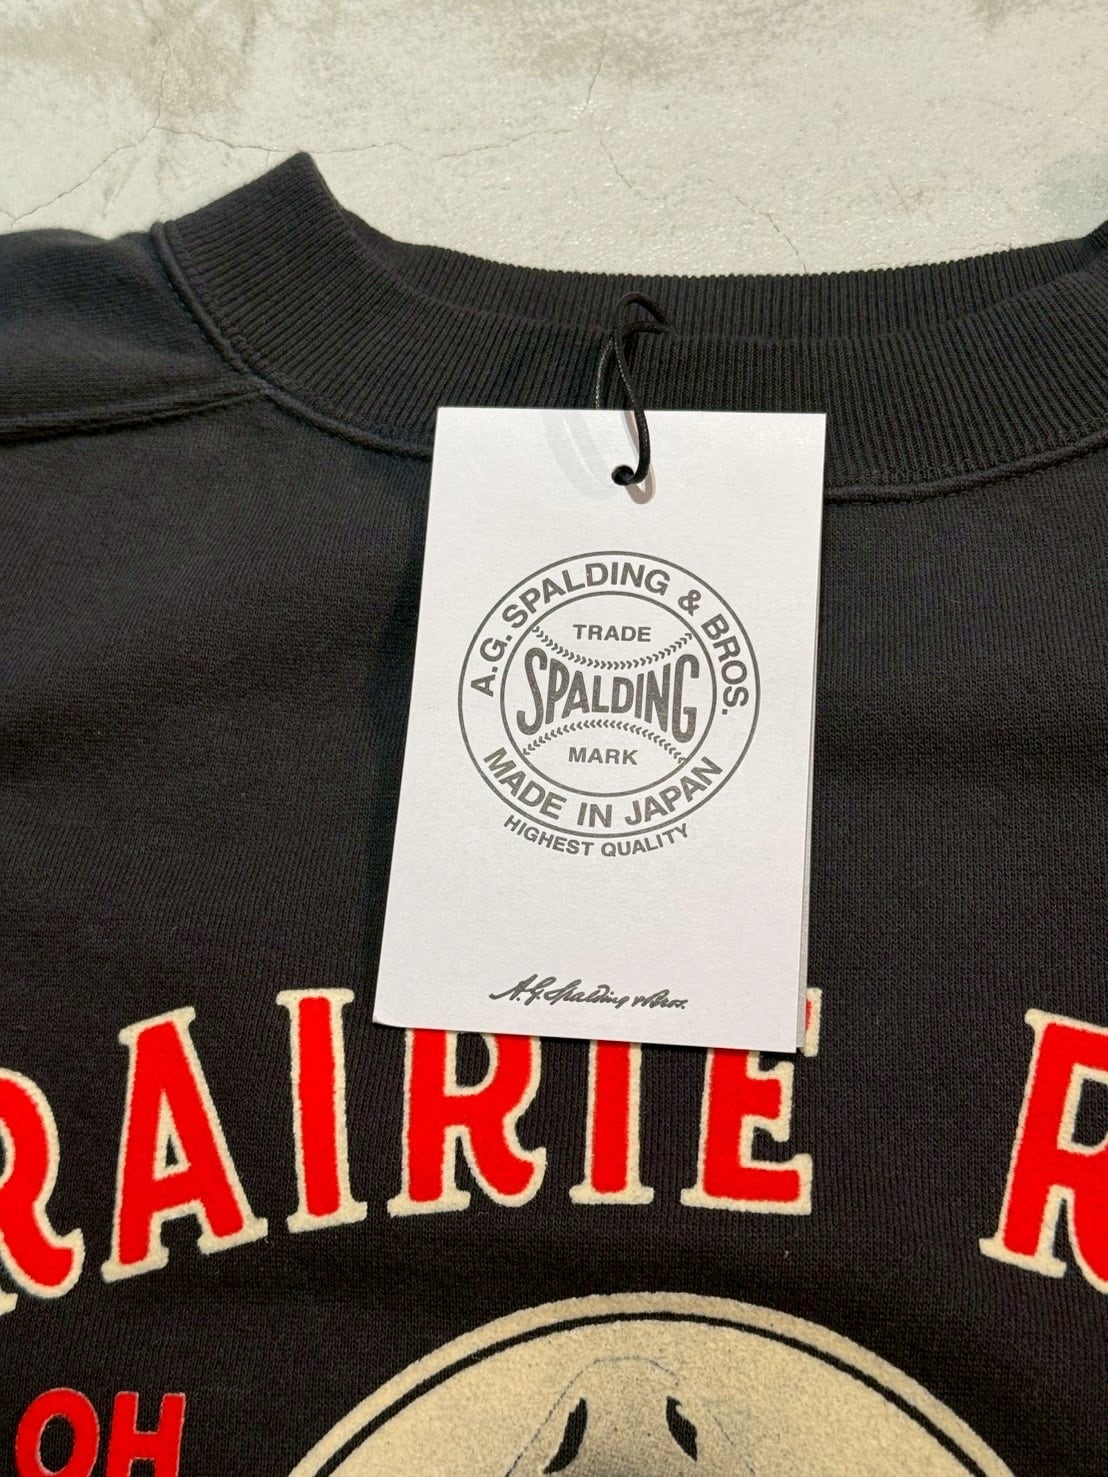 A.G. SPALDING & BROS.
TRADE
SPALDING
MARK
MADE IN JAPAN
HIGHEST QUALITY
A.G. Spalding & Bros.
RAIRIE R
OH